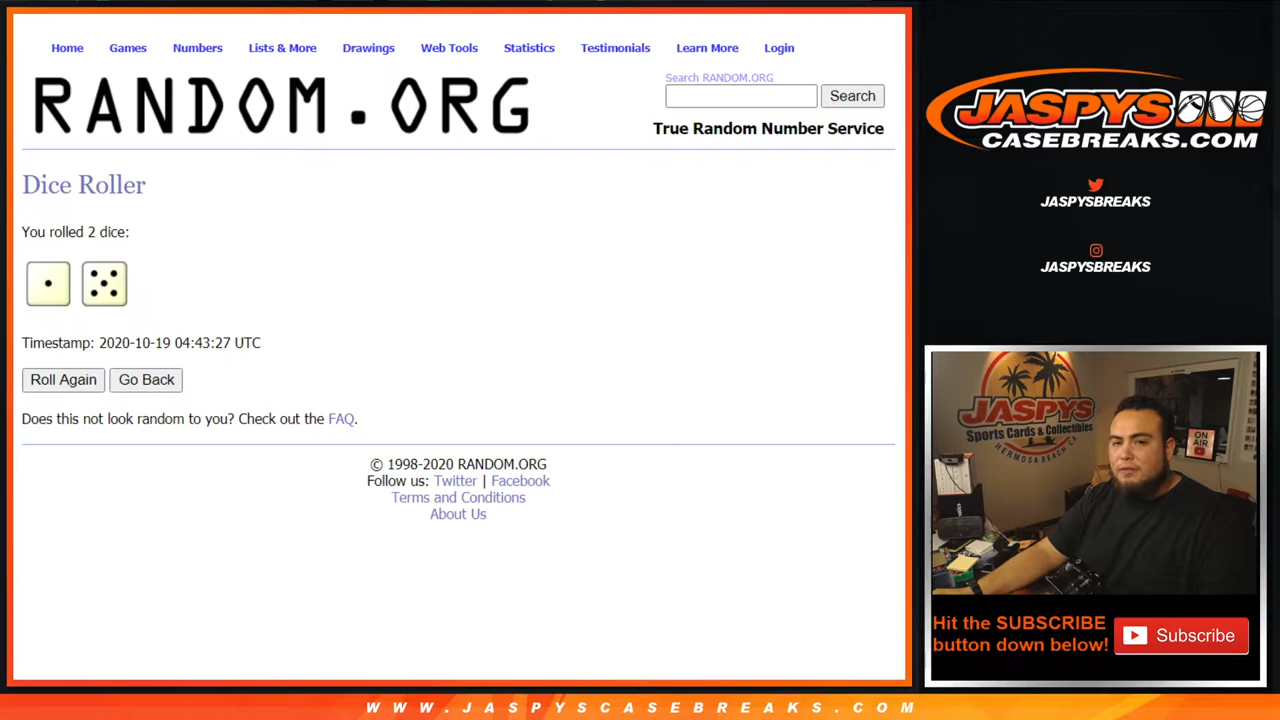 Home Games Numbers Lists & More Drawings Web Tools Statistics Testimonials Learn More Login
RANDOM.ORG
Search RANDOM.ORG
Search
True Random Number Service
Dice Roller
You rolled 2 dice:
Timestamp: 2020-10-19 04:43:27 UTC
Roll Again Go Back
Does this not look random to you? Check out the FAQ.
© 1998-2020 RANDOM.ORG
Follow us: Twitter | Facebook
Terms and Conditions
About Us
JASPYS
CASEBREAKS.COM
JASPYSBREAKS
JASPYSBREAKS
JASPYS
Sports Cards & Collectibles
HERMOSA BEACH CA
ON
AIR
Hit the SUBSCRIBE
button down below!
Subscribe
WWW.JASPYSCASEBREAKS.COM